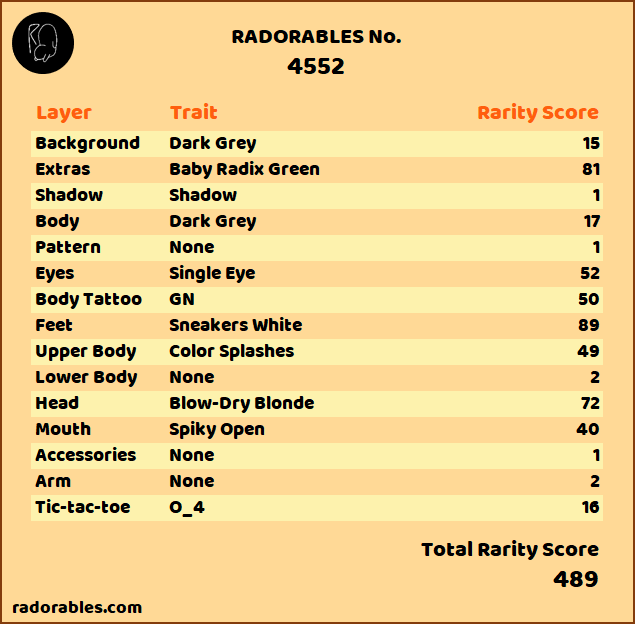 RADORABLES No.
4552
Layer Trait Rarity Score
Background Dark Grey 15
Extras Baby Radix Green 81
Shadow Shadow 1
Body Dark Grey 17
Pattern None 1
Eyes Single Eye 52
Body Tattoo GN 50
Feet Sneakers White 89
Upper Body Color Splashes 49
Lower Body None 2
Head Blow-Dry Blonde 72
Mouth Spiky Open 40
Accessories None 1
Arm None 2
Tic-tac-toe O_4 16
Total Rarity Score
489
radorables.com